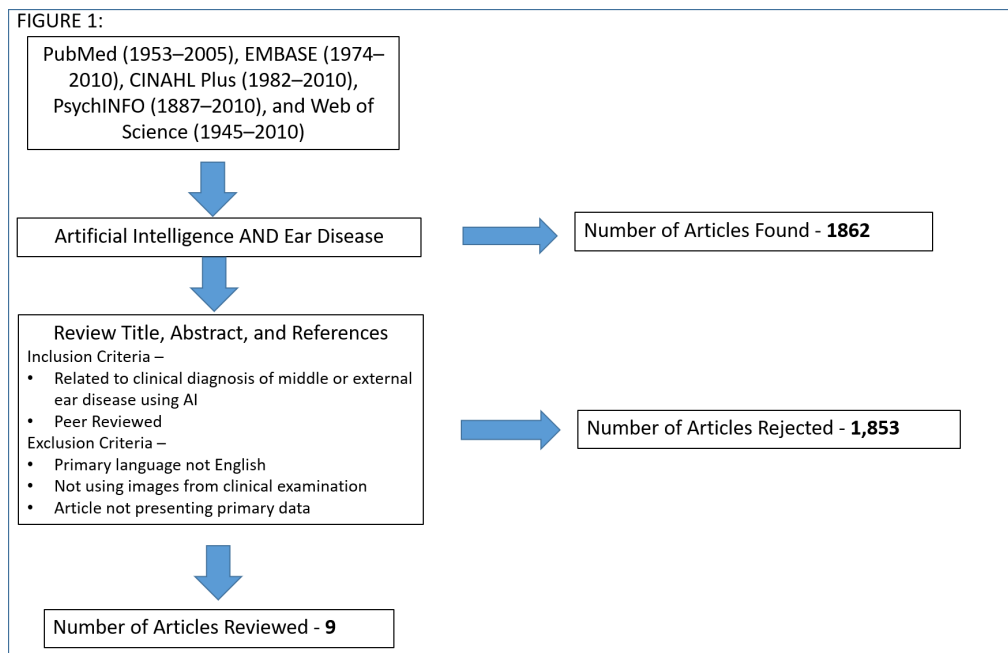 FIGURE 1:
PubMed (1953–2005), EMBASE (1974–
2010), CINAHL Plus (1982–2010),
PsychINFO (1887–2010), and Web of
Science (1945–2010)
Artificial Intelligence AND Ear Disease
Number of Articles Found - 1862
Review Title, Abstract, and References
Inclusion Criteria –
• Related to clinical diagnosis of middle or external
ear disease using AI
• Peer Reviewed
Exclusion Criteria –
• Primary language not English
• Not using images from clinical examination
• Article not presenting primary data
Number of Articles Rejected - 1,853
Number of Articles Reviewed - 9